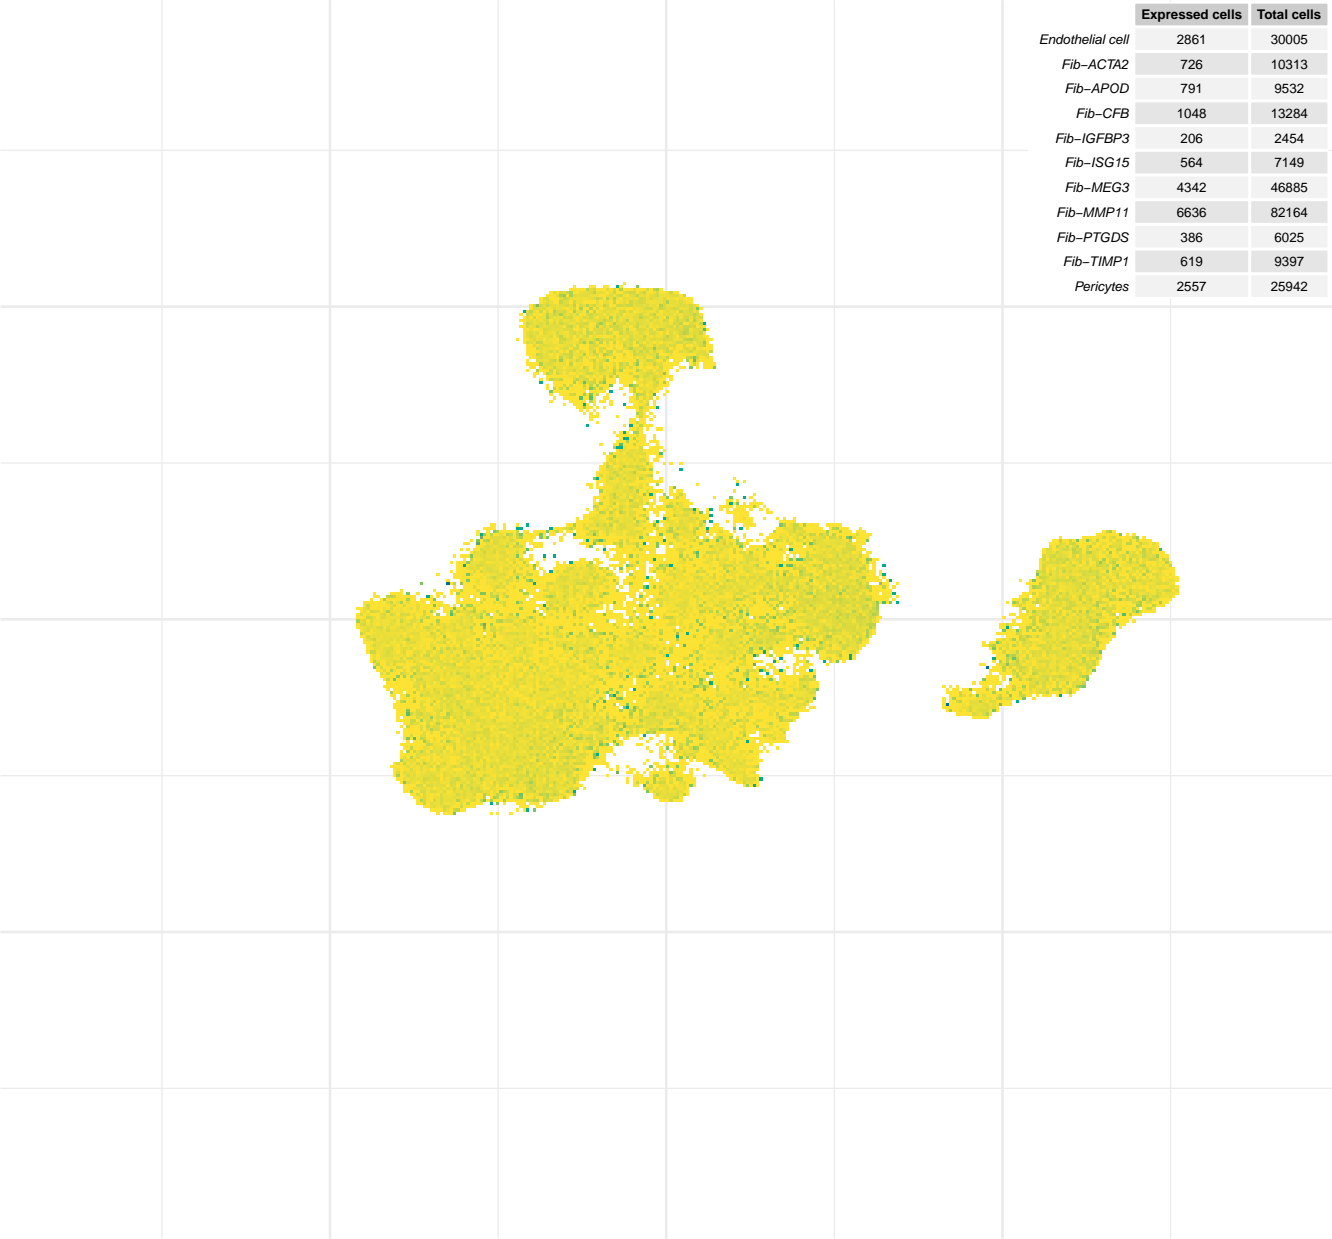 Expressed cells Total cells
Endothelial cell 2861 30005
Fib−ACTA2 726 10313
Fib−APOD 791 9532
Fib−CFB 1048 13284
Fib−IGFBP3 206 2454
Fib−ISG15 564 7149
Fib−MEG3 4342 46885
Fib−MMP11 6636 82164
Fib−PTGDS 386 6025
Fib−TIMP1 619 9397
Pericytes 2557 25942